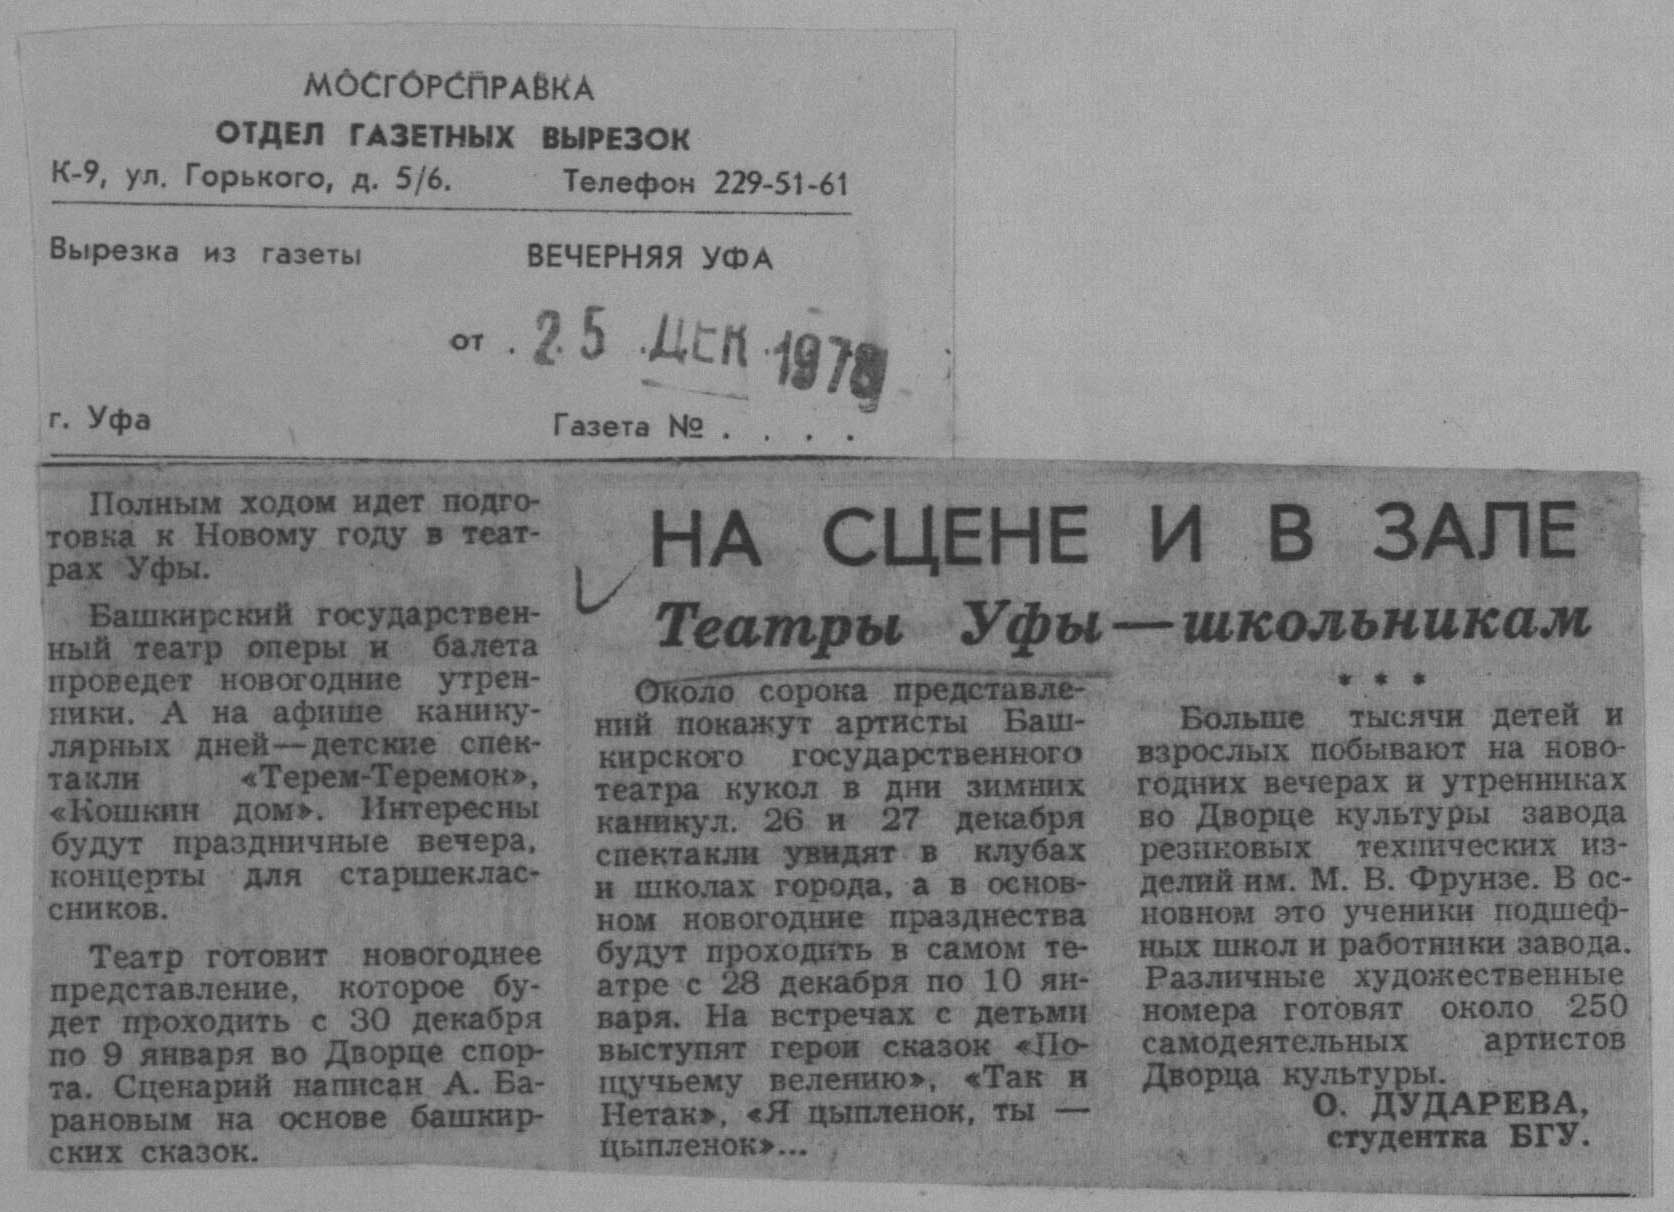 МОСГОРСПРАВКА
ОТДЕЛ ГАЗЕТНЫХ ВЫРЕЗОК
К-9, ул. Горького, д. 5/6. Телефон 229-51-61
Вырезка из газеты ВЕЧЕРНЯЯ УФА
от . 25 ДЕК 1978
г. Уфа Газета № . . . .
Полным ходом идет подго-
товка к Новому году в теат-
рах Уфы.
Башкирский государствен-
ный театр оперы и балета
проведет новогодние утрен-
ники. А на афише канику-
лярных дней—детские спек-
такли «Терем-Теремок»,
«Кошкин дом». Интересны
будут праздничные вечера,
концерты для старшеклас-
сников.
Театр готовит новогоднее
представление, которое бу-
дет проходить с 30 декабря
по 9 января во Дворце спор-
та. Сценарий написан А. Ба-
рановым на основе башкир-
ских сказок.
НА СЦЕНЕ И В ЗАЛЕ
Театры Уфы—школьникам
Около сорока представле-
ний покажут артисты Баш-
кирского государственного
театра кукол в дни зимних
каникул. 26 и 27 декабря
спектакли увидят в клубах
и школах города, а в основ-
ном новогодние празднества
будут проходить в самом те-
атре с 28 декабря по 10 ян-
варя. На встречах с детьми
выступят герои сказок «По-
щучьему велению», «Так и
Нетак», «Я цыпленок, ты —
цыпленок»...
* * *
Больше тысячи детей и
взрослых побывают на ново-
годних вечерах и утренниках
во Дворце культуры завода
резиковых технических из-
делий им. М. В. Фрунзе. В ос-
новном это ученики подшеф-
ных школ и работники завода.
Различные художественные
номера готовят около 250
самодеятельных артистов
Дворца культуры.
О. ДУДАРЕВА,
студентка БГУ.